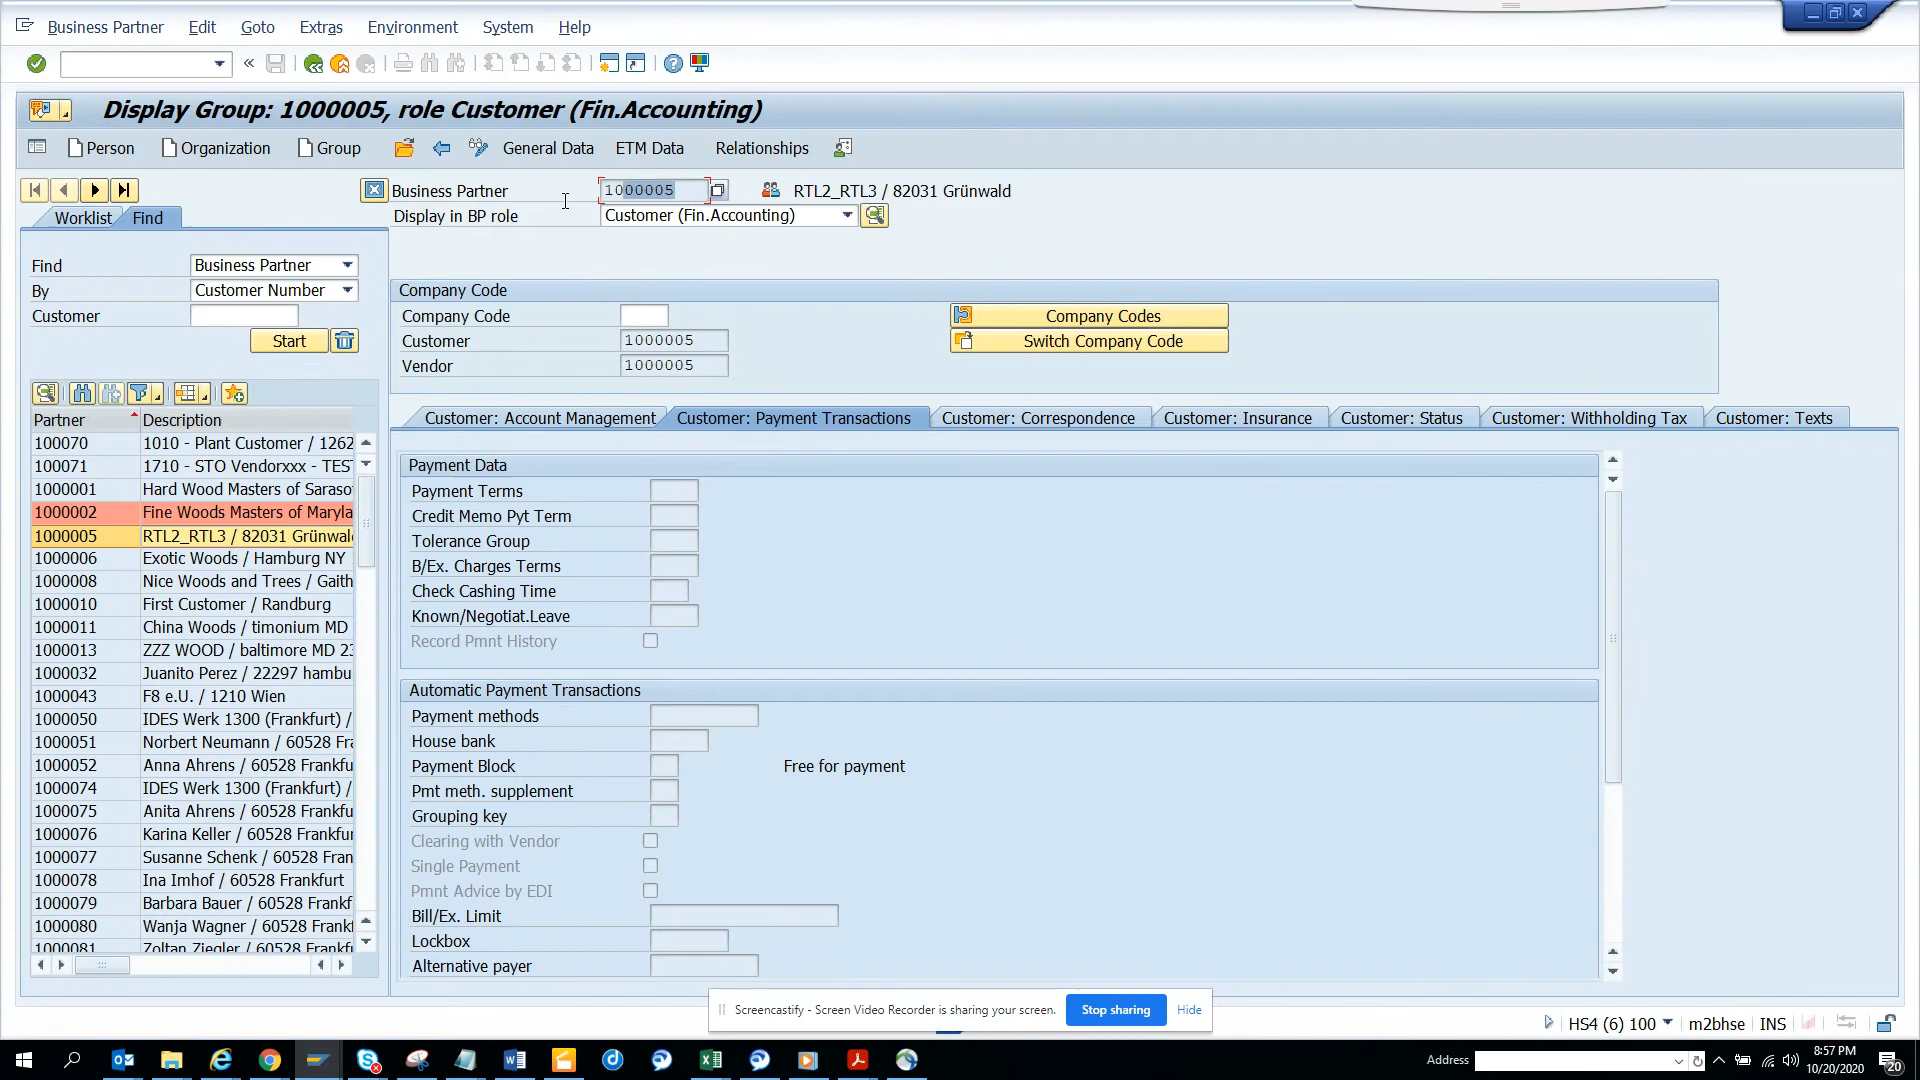 Business Partner Edit Goto Extras Environment System Help
Display Group: 1000005, role Customer (Fin.Accounting)
Person Organization Group General Data ETM Data Relationships
Business Partner 1000005 RTL2_RTL3 / 82031 Grünwald
Display in BP role Customer (Fin.Accounting)
Worklist Find
Find Business Partner
By Customer Number
Customer
Start
Partner Description
100070 1010 - Plant Customer / 1262
100071 1710 - STO Vendorxxx - TES
1000001 Hard Wood Masters of Saraso
1000002 Fine Woods Masters of Maryla
1000005 RTL2_RTL3 / 82031 Grünwal
1000006 Exotic Woods / Hamburg NY
1000008 Nice Woods and Trees / Gaith
1000010 First Customer / Randburg
1000011 China Woods / timonium MD
1000013 ZZZ WOOD / baltimore MD 23
1000032 Juanito Perez / 22297 hambu
1000043 F8 e.U. / 1210 Wien
1000050 IDES Werk 1300 (Frankfurt) /
1000051 Norbert Neumann / 60528 Fra
1000052 Anna Ahrens / 60528 Frankfu
1000074 IDES Werk 1300 (Frankfurt) /
1000075 Anita Ahrens / 60528 Frankfu
1000076 Karina Keller / 60528 Frankfur
1000077 Susanne Schenk / 60528 Fran
1000078 Ina Imhof / 60528 Frankfurt
1000079 Barbara Bauer / 60528 Frankf
1000080 Wanja Wagner / 60528 Frankf
1000081 Zoltan Ziegler / 60528 Frankf
Company Code
Company Code
Customer 1000005
Vendor 1000005
Company Codes
Switch Company Code
Customer: Account Management Customer: Payment Transactions Customer: Correspondence Customer: Insurance Customer: Status Customer: Withholding Tax Customer: Texts
Payment Data
Payment Terms
Credit Memo Pyt Term
Tolerance Group
B/Ex. Charges Terms
Check Cashing Time
Known/Negotiat.Leave
Record Pmnt History
Automatic Payment Transactions
Payment methods
House bank
Payment Block Free for payment
Pmt meth. supplement
Grouping key
Clearing with Vendor
Single Payment
Pmnt Advice by EDI
Bill/Ex. Limit
Lockbox
Alternative payer
Screencastify - Screen Video Recorder is sharing your screen. Stop sharing Hide
HS4 (6) 100 m2bhse INS
Address
8:57 PM
10/20/2020
20